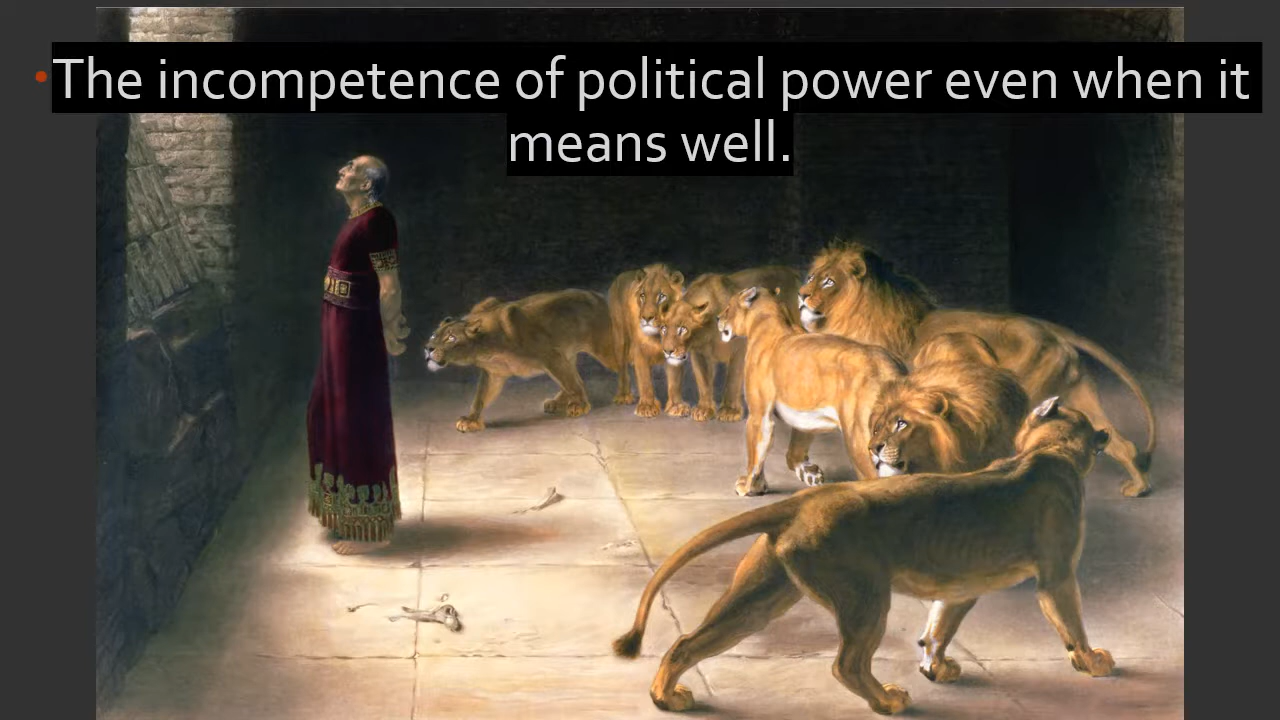 •The incompetence of political power even when it
means well.